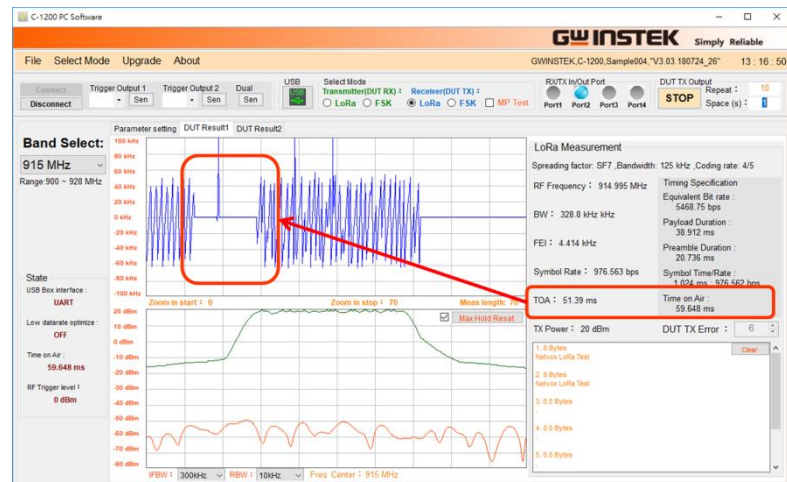 C-1200 PC Software
GW INSTEK Simply Reliable
File Select Mode Upgrade About
GWINSTEK,C-1200,Sample004,"V3.03.180724_26" 13 : 16 : 50
Connect
Disconnect
Trigger Output 1
Sen
Trigger Output 2
Sen
Dual
Sen
USB
USB
Select Mode
Transmitter(DUT RX) : Receiver(DUT TX) :
LoRa FSK LoRa FSK MP Test
RX/TX In/Out Port
Port1 Port2 Port3 Port4
DUT TX Output
STOP
Repeat : 10
Space (s) : 1
Parameter setting DUT Result1 DUT Result2
Band Select:
915 MHz
Range:900 ~ 928 MHz
State
USB Box interface :
UART
Low datarate optimize :
OFF
Time on Air :
59.648 ms
RF Trigger level :
0 dBm
100 kHz
80 kHz
60 kHz
40 kHz
20 kHz
0 kHz
-20 kHz
-40 kHz
-60 kHz
-80 kHz
-100 kHz
Zoom in start : 0 Zoom in stop : 70 Meas length: 70
20 dBm
10 dBm
0 dBm
-10 dBm
-20 dBm
-30 dBm
-40 dBm
-50 dBm
-60 dBm
-70 dBm
-80 dBm
Max Hold Reset
IFBW : 300kHz RBW : 10kHz Freq. Center : 915 MHz
LoRa Measurement
Spreading factor: SF7 ,Bandwidth: 125 kHz ,Coding rate: 4/5
RF Frequency : 914.995 MHz
BW : 328.8 kHz kHz
FEI : 4.414 kHz
Symbol Rate : 976.563 bps
TOA : 51.39 ms
Timing Specification
Equivalent Bit rate :
5468.75 bps
Payload Duration :
38.912 ms
Preamble Duration :
20.736 ms
Symbol Time/Rate :
1.024 ms : 976.562 bps
Time on Air :
59.648 ms
TX Power : 20 dBm
DUT TX Error : 6
Clear
1. 8 Bytes
Netvox LoRa Test
2. 8 Bytes
Netvox LoRa Test
3. 0.5 Bytes
4. 0.5 Bytes
5. 0.5 Bytes